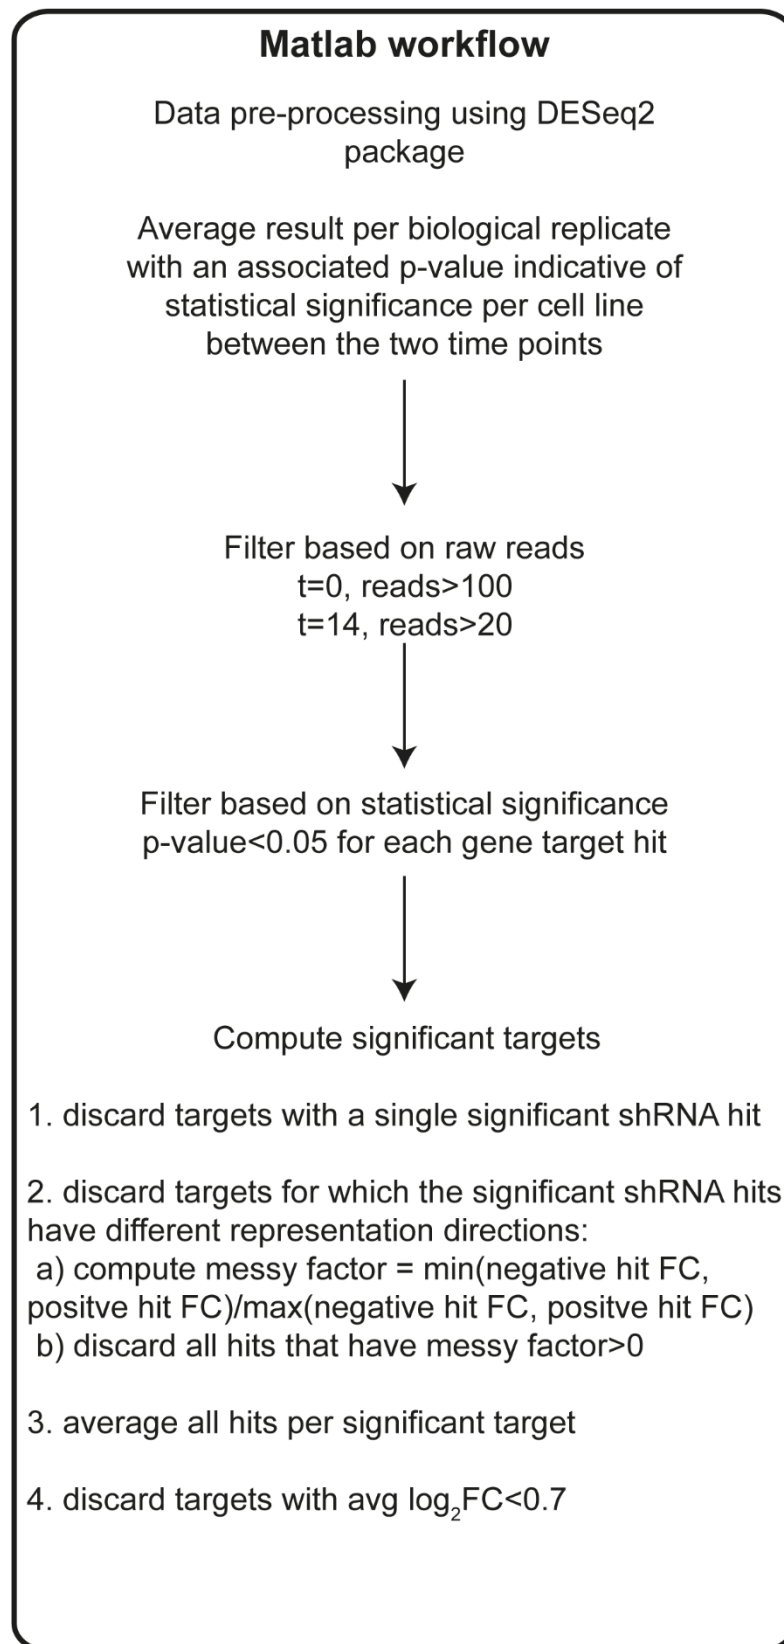 Matlab workflow
Data pre-processing using DESeq2
package
Average result per biological replicate
with an associated p-value indicative of
statistical significance per cell line
between the two time points
Filter based on raw reads
t=0, reads>100
t=14, reads>20
Filter based on statistical significance
p-value<0.05 for each gene target hit
Compute significant targets
1. discard targets with a single significant shRNA hit
2. discard targets for which the significant shRNA hits
have different representation directions:
a) compute messy factor = min(negative hit FC,
positve hit FC)/max(negative hit FC, positve hit FC)
b) discard all hits that have messy factor>0
3. average all hits per significant target
4. discard targets with avg log₂FC<0.7